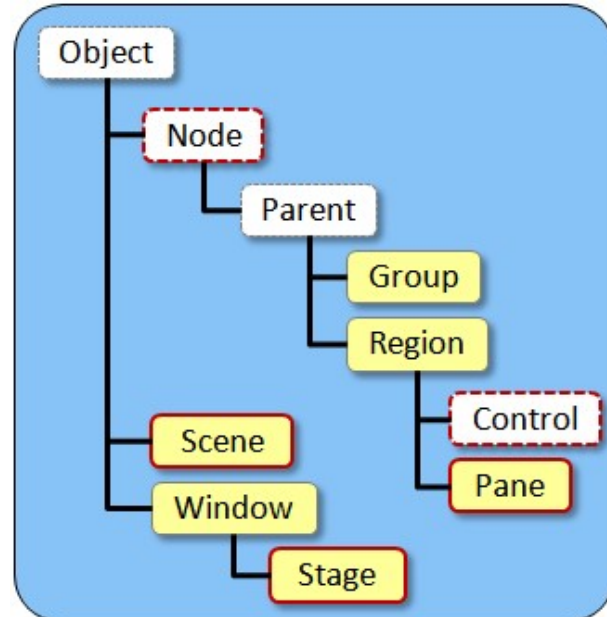 Object
Node
Parent
Group
Region
Control
Scene
Pane
Window
Stage